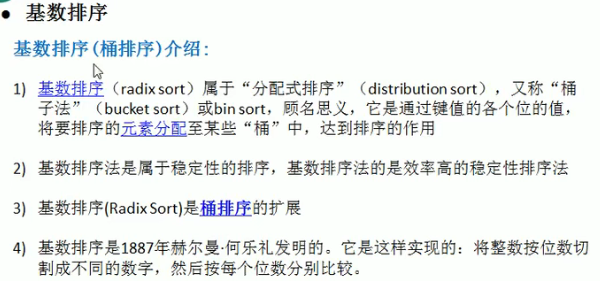 ● 基数排序
基数排序(桶排序)介绍:
1) 基数排序（radix sort）属于“分配式排序”（distribution sort），又称“桶
子法”（bucket sort）或bin sort，顾名思义，它是通过键值的各个位的值，
将要排序的元素分配至某些“桶”中，达到排序的作用
2) 基数排序法是属于稳定性的排序，基数排序法的是效率高的稳定性排序法
3) 基数排序(Radix Sort)是桶排序的扩展
4) 基数排序是1887年赫尔曼·何乐礼发明的。它是这样实现的：将整数按位数切
割成不同的数字，然后按每个位数分别比较。